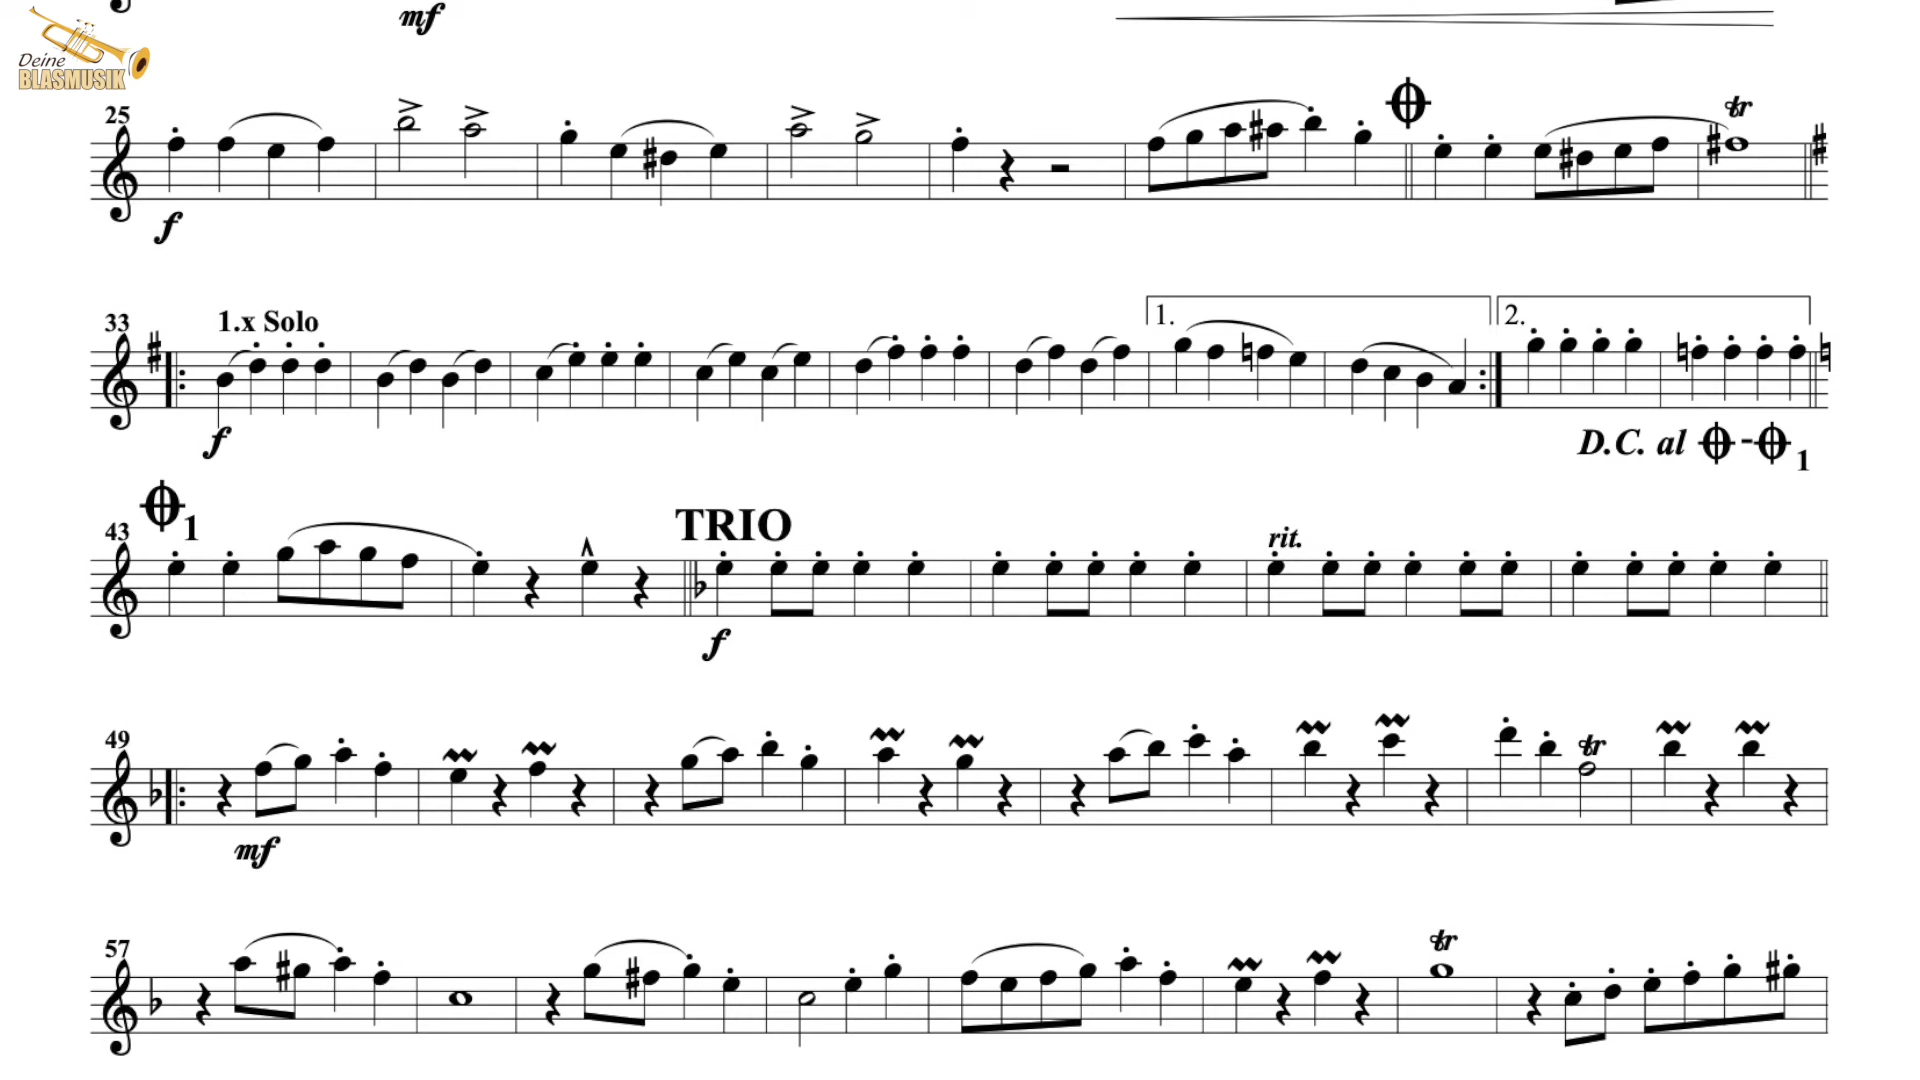 mf
Deine
BLASMUSIK
25
tr
f
33
1.x Solo
1.
2.
f
D.C. al - 1
43
1
TRIO
rit.
f
49
tr
mf
57
tr